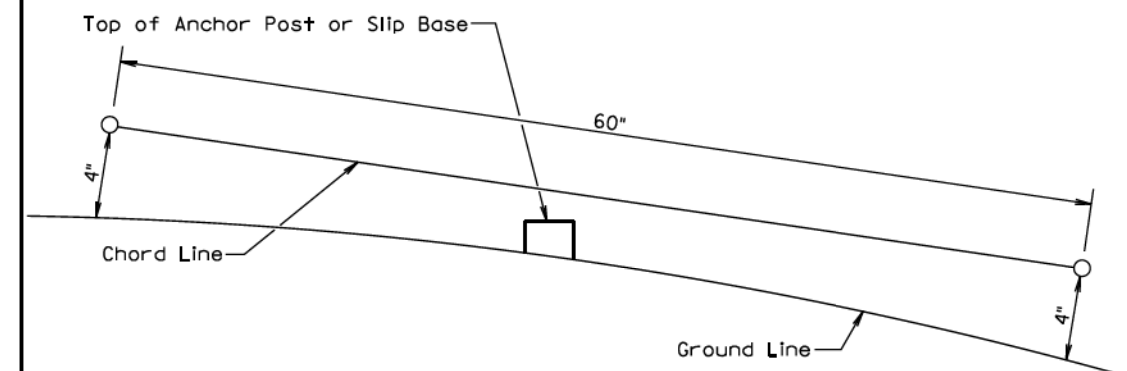 Top of Anchor Post or Slip Base
60"
4"
Chord Line
4"
Ground Line